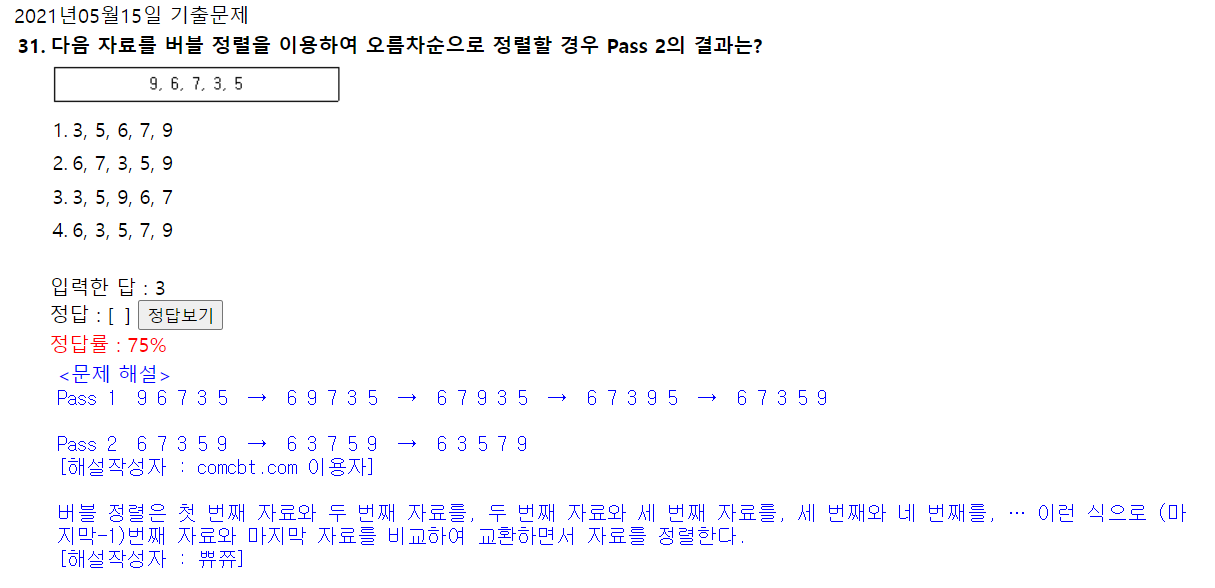 2021년05월15일 기출문제
31. 다음 자료를 버블 정렬을 이용하여 오름차순으로 정렬할 경우 Pass 2의 결과는?
9, 6, 7, 3, 5
1. 3, 5, 6, 7, 9
2. 6, 7, 3, 5, 9
3. 3, 5, 9, 6, 7
4. 6, 3, 5, 7, 9
입력한 답 : 3
정답 : [ ] 정답보기
정답률 : 75%
<문제 해설>
Pass 1 9 6 7 3 5 → 6 9 7 3 5 → 6 7 9 3 5 → 6 7 3 9 5 → 6 7 3 5 9
Pass 2 6 7 3 5 9 → 6 3 7 5 9 → 6 3 5 7 9
[해설작성자 : comcbt.com 이용자]
버블 정렬은 첫 번째 자료와 두 번째 자료를, 두 번째 자료와 세 번째 자료를, 세 번째와 네 번째를, … 이런 식으로 (마
지막-1)번째 자료와 마지막 자료를 비교하여 교환하면서 자료를 정렬한다.
[해설작성자 : 쀼쮸]